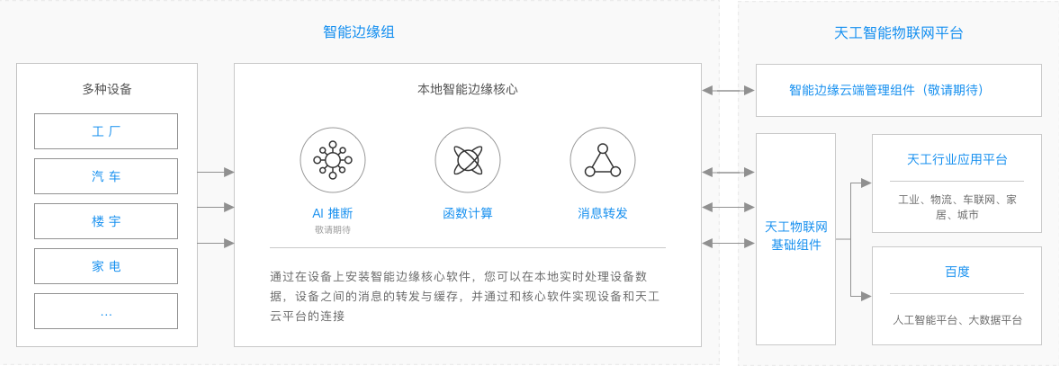 智能边缘组
多种设备
工 厂
汽 车
楼 宇
家 电
...
本地智能边缘核心
AI 推断
敬请期待
函数计算
消息转发
通过在设备上安装智能边缘核心软件，您可以在本地实时处理设备数
据，设备之间的消息的转发与缓存，并通过和核心软件实现设备和天工
云平台的连接
天工智能物联网平台
智能边缘云端管理组件（敬请期待）
天工物联网
基础组件
天工行业应用平台
工业、物流、车联网、家
居、城市
百度
人工智能平台、大数据平台